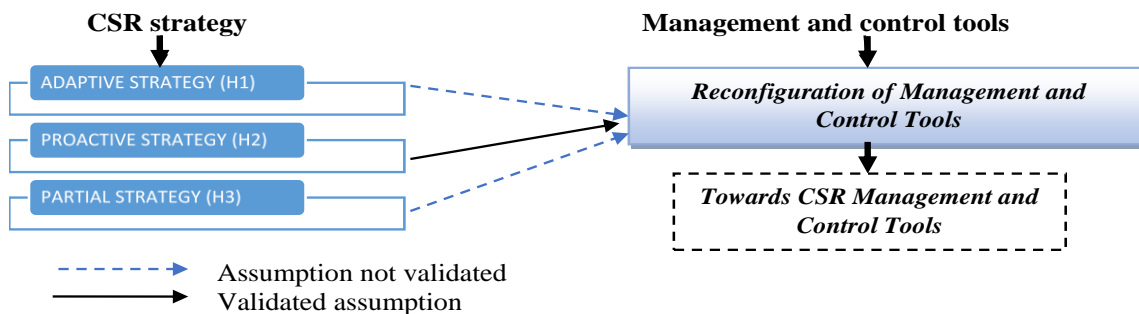 CSR strategy
Management and control tools
ADAPTIVE STRATEGY (H1)
PROACTIVE STRATEGY (H2)
PARTIAL STRATEGY (H3)
Reconfiguration of Management and
Control Tools
Towards CSR Management and
Control Tools
Assumption not validated
Validated assumption